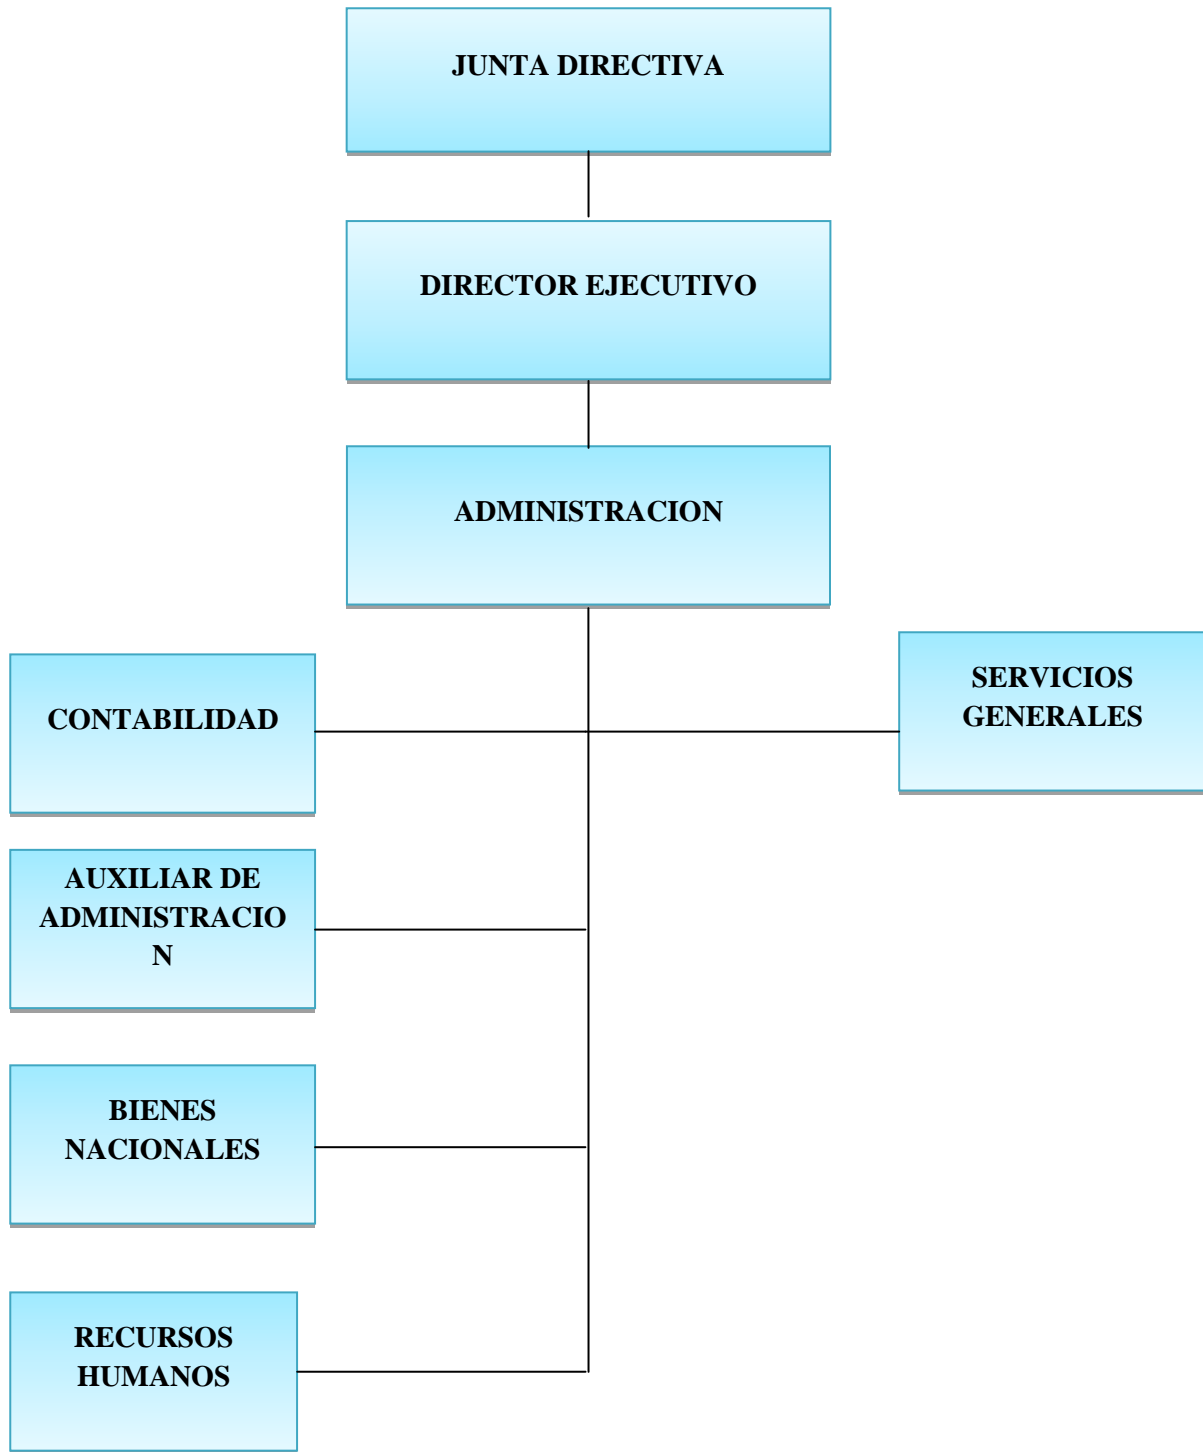 JUNTA DIRECTIVA
DIRECTOR EJECUTIVO
ADMINISTRACION
CONTABILIDAD
SERVICIOS
GENERALES
AUXILIAR DE
ADMINISTRACIO
N
BIENES
NACIONALES
RECURSOS
HUMANOS